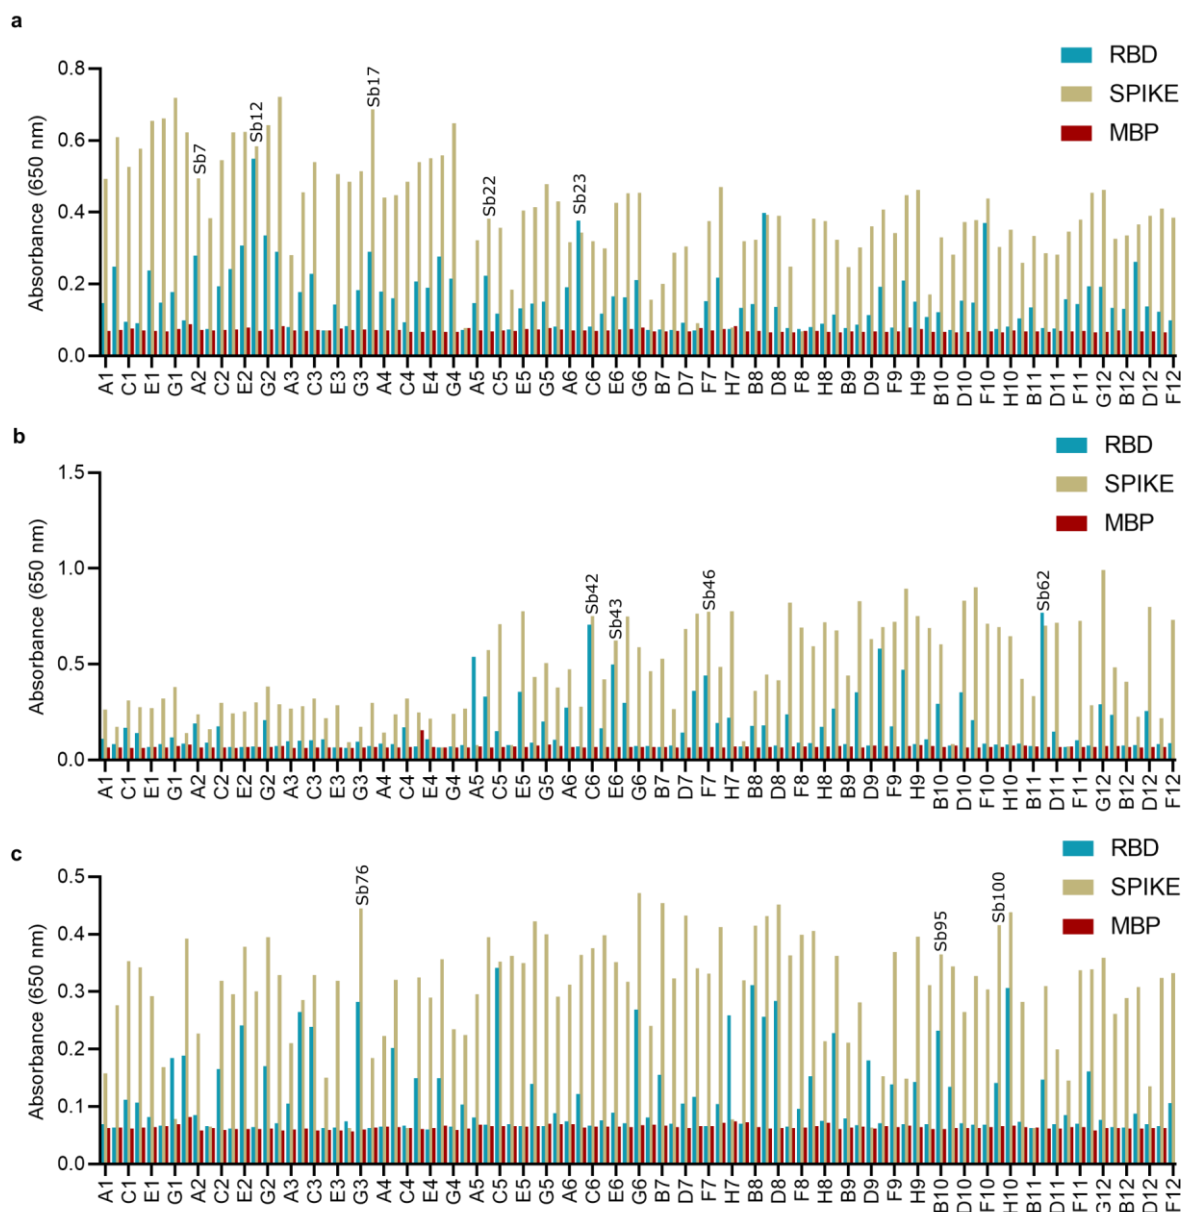 a
RBD
SPIKE
MBP
Absorbance (650 nm)
0.8
0.6
0.4
0.2
0.0
Sb7
Sb12
Sb17
Sb22
Sb23
A1 C1 E1 G1 A2 C2 E2 G2 A3 C3 E3 G3 A4 C4 E4 G4 A5 C5 E5 G5 A6 C6 E6 G6 B7 D7 F7 H7 B8 D8 F8 H8 B9 D9 F9 H9 B10 D10 F10 H10 B11 D11 F11 G12 B12 D12 F12
b
RBD
SPIKE
MBP
Absorbance (650 nm)
1.5
1.0
0.5
0.0
Sb42
Sb43
Sb46
Sb62
A1 C1 E1 G1 A2 C2 E2 G2 A3 C3 E3 G3 A4 C4 E4 G4 A5 C5 E5 G5 A6 C6 E6 G6 B7 D7 F7 H7 B8 D8 F8 H8 B9 D9 F9 H9 B10 D10 F10 H10 B11 D11 F11 G12 B12 D12 F12
c
RBD
SPIKE
MBP
Absorbance (650 nm)
0.5
0.4
0.3
0.2
0.1
0.0
Sb76
Sb95
Sb100
A1 C1 E1 G1 A2 C2 E2 G2 A3 C3 E3 G3 A4 C4 E4 G4 A5 C5 E5 G5 A6 C6 E6 G6 B7 D7 F7 H7 B8 D8 F8 H8 B9 D9 F9 H9 B10 D10 F10 H10 B11 D11 F11 G12 B12 D12 F12